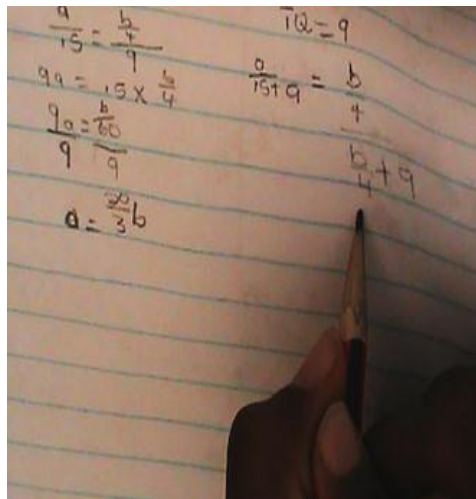 a/15 = b/4/9
9a = 15 × b/4
9a/9 = b/60/9
a = 20/3 b
TQ = 9
a/15+9 = b/4/b/4+9